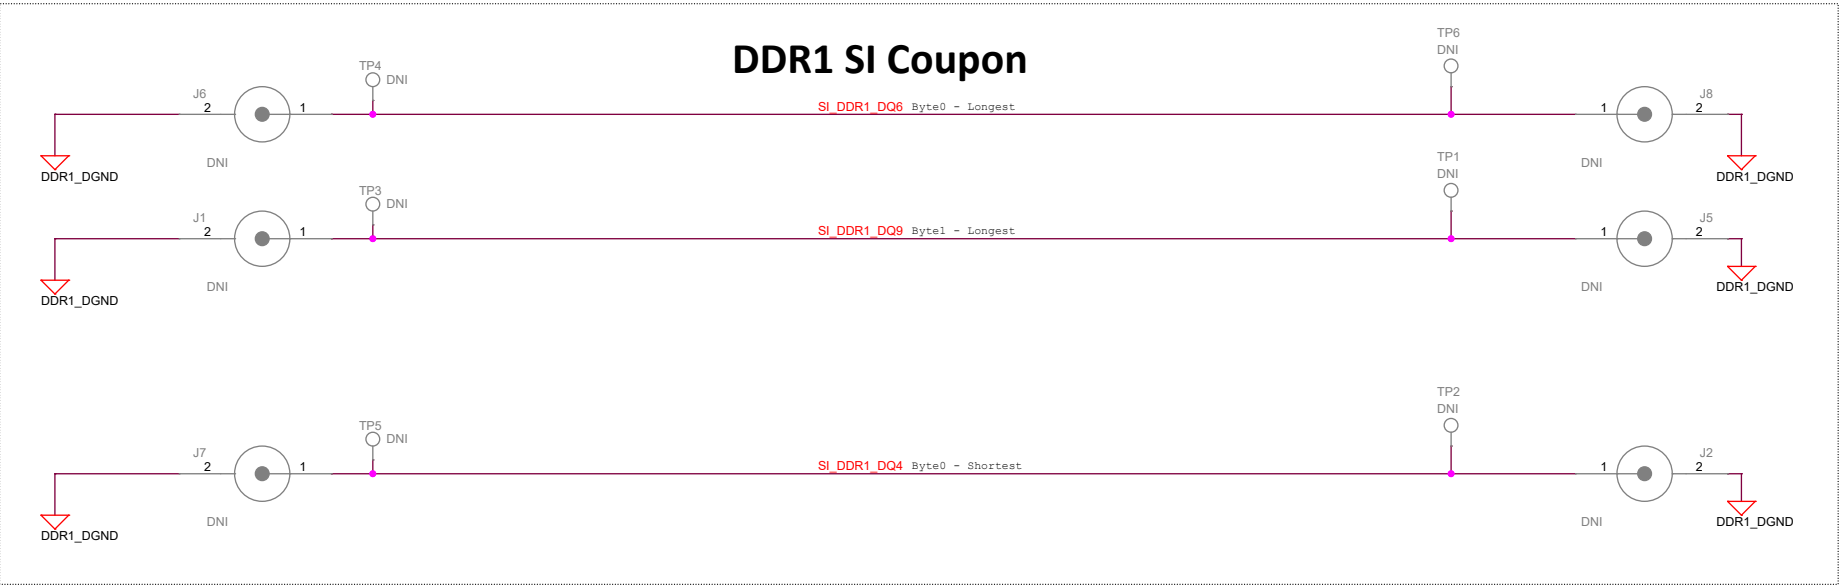 DDR1 SI Coupon
TP6
DNI
TP4
DNI
J6
2
1
SI_DDR1_DQ6 Byte0 - Longest
1
J8
2
DNI
DNI
DDR1_DGND
DDR1_DGND
TP1
DNI
TP3
DNI
J1
2
1
SI_DDR1_DQ9 Byte1 - Longest
1
J5
2
DNI
DNI
DDR1_DGND
DDR1_DGND
TP2
DNI
TP5
DNI
J7
2
1
SI_DDR1_DQ4 Byte0 - Shortest
1
J2
2
DNI
DNI
DDR1_DGND
DDR1_DGND